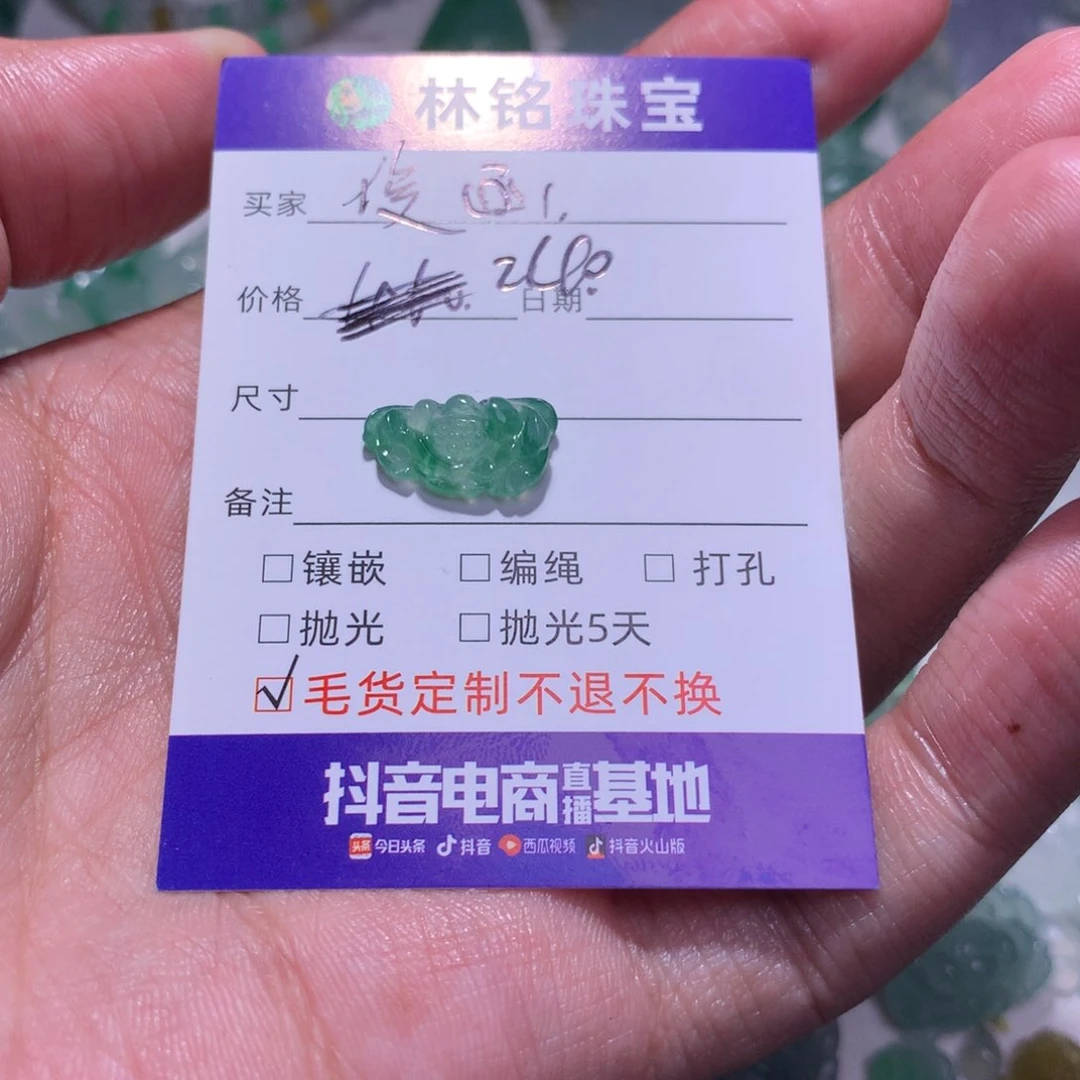 林铭珠宝
买家
价格 日期
尺寸
备注
□镶嵌 □编绳 □ 打孔
□抛光 □抛光5天
☑毛货定制不退不换
抖音电商直播基地
头条 今日头条 抖音 西瓜视频 抖音火山版